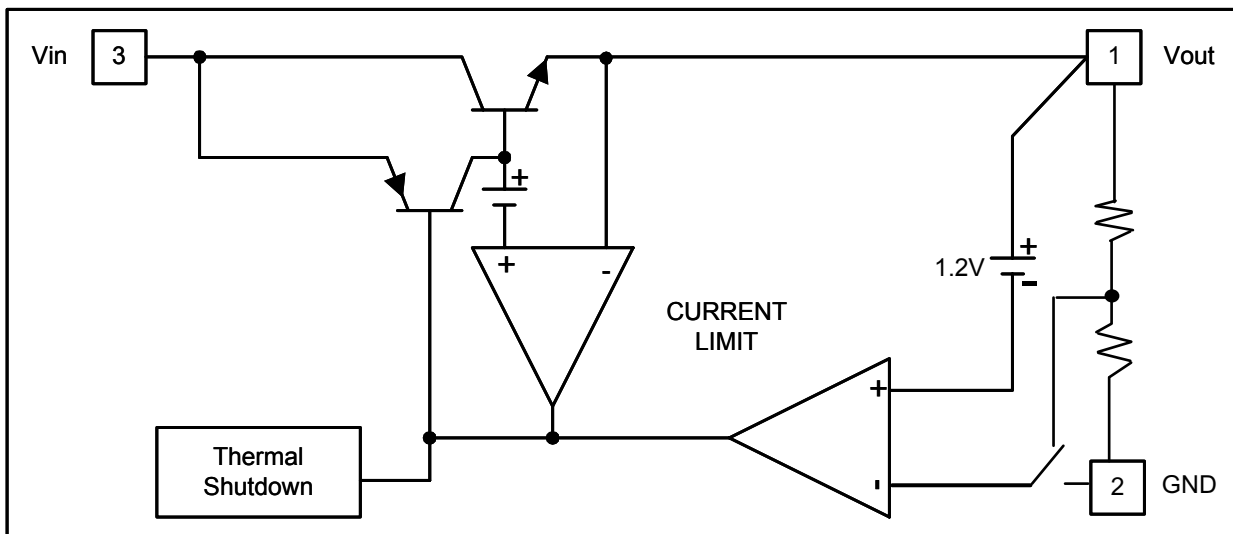 Vin 3
1 Vout
+
+ -
1.2V
+
-
CURRENT
LIMIT
+
-
Thermal
Shutdown
2 GND